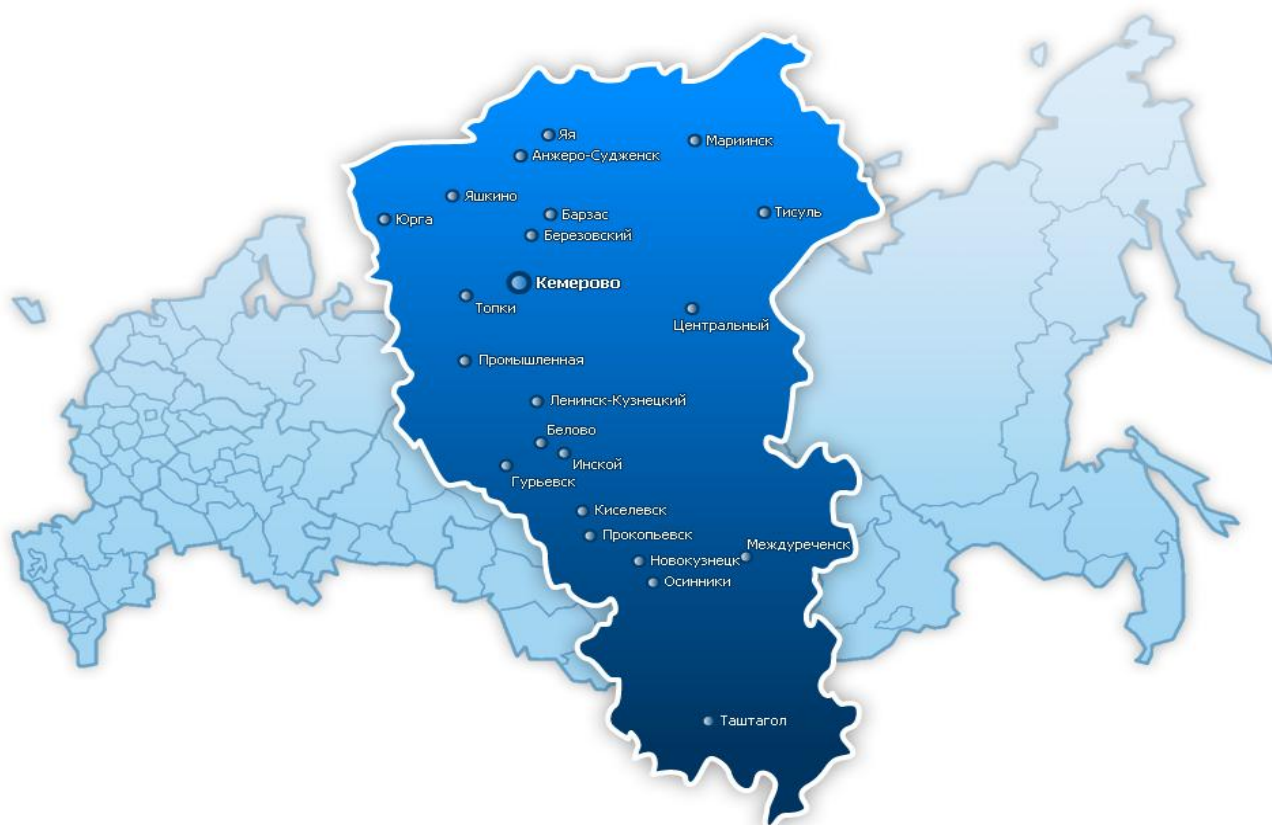 Яя
Мариинск
Анжеро-Судженск
Яшкино
Юрга
Барзас
Тисуль
Березовский
Кемерово
Топки
Центральный
Промышленная
Ленинск-Кузнецкий
Белово
Инской
Гурьевск
Киселевск
Прокопьевск
Междуреченск
Новокузнецк
Осинники
Таштагол